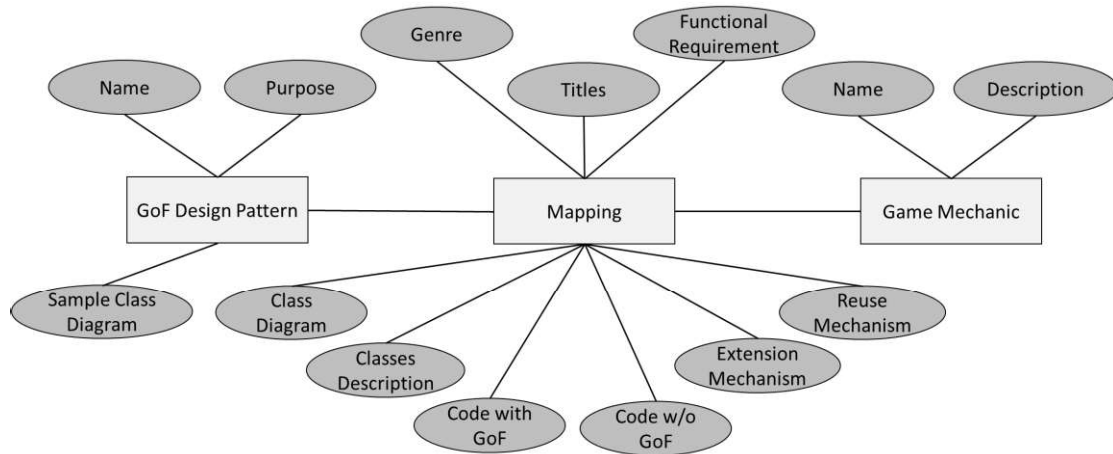 Genre
Functional
Requirement
Name
Purpose
Titles
Name
Description
GoF Design Pattern
Mapping
Game Mechanic
Sample Class
Diagram
Class
Diagram
Reuse
Mechanism
Classes
Description
Extension
Mechanism
Code with
GoF
Code w/o
GoF